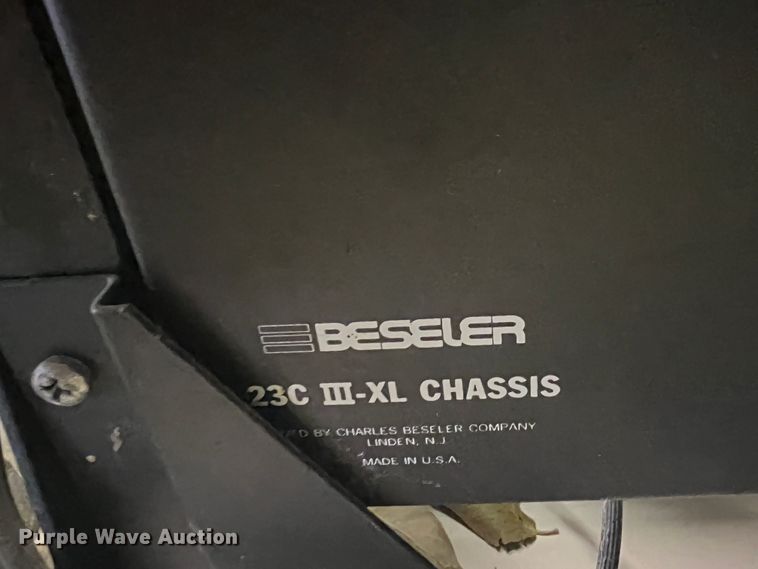 BESELER
23C III-XL CHASSIS
BY CHARLES BESELER COMPANY
LINDEN, N.J
MADE IN U.S.A.
Purple Wave Auction